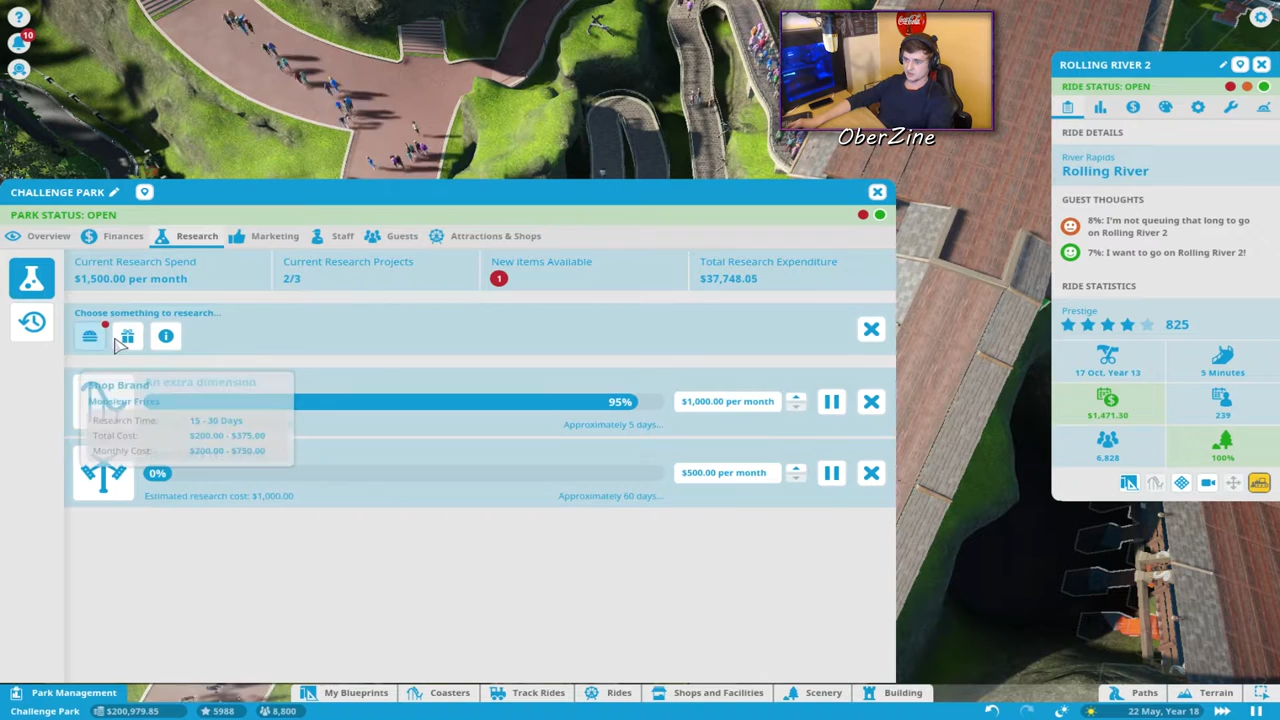 10
Coca-Cola
OberZine
CHALLENGE PARK
PARK STATUS: OPEN
Overview
Finances
Research
Marketing
Staff
Guests
Attractions & Shops
Current Research Spend
$1,500.00 per month
Current Research Projects
2/3
New items Available
1
Total Research Expenditure
$37,748.05
Choose something to research...
An extra dimension
95%
$1,000.00 per month
Approximately 5 days...
Shop Brand
Monsieur Frites
Research Time: 15 - 30 Days
Total Cost: $200.00 - $375.00
Monthly Cost: $200.00 - $750.00
0%
$500.00 per month
Estimated research cost: $1,000.00
Approximately 60 days...
ROLLING RIVER 2
RIDE STATUS: OPEN
RIDE DETAILS
River Rapids
Rolling River
GUEST THOUGHTS
8%: I'm not queuing that long to go
on Rolling River 2
7%: I want to go on Rolling River 2!
RIDE STATISTICS
Prestige
825
17 Oct, Year 13
5 Minutes
$1,471.30
239
6,828
100%
Park Management
My Blueprints
Coasters
Track Rides
Rides
Shops and Facilities
Scenery
Building
Paths
Terrain
Challenge Park
$200,979.85
5988
8,800
22 May, Year 18